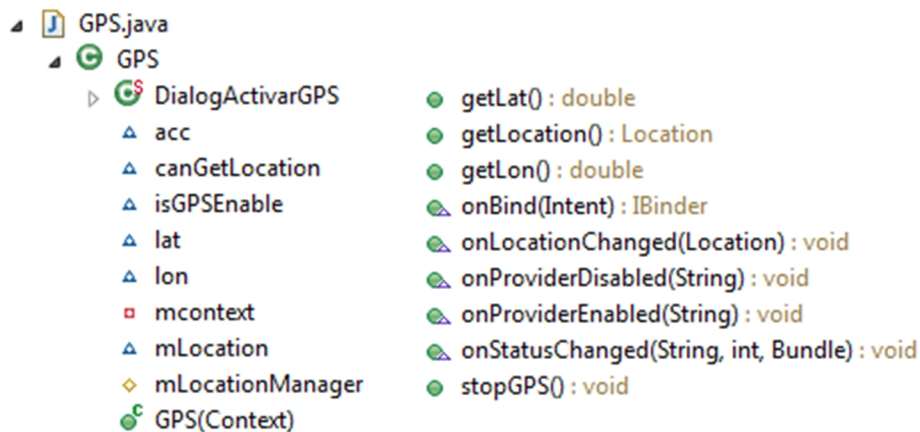 GPS.java
GPS
DialogActivarGPS
acc
canGetLocation
isGPSEnable
lat
lon
mcontext
mLocation
mLocationManager
GPS(Context)
getLat() : double
getLocation() : Location
getLon() : double
onBind(Intent) : IBinder
onLocationChanged(Location) : void
onProviderDisabled(String) : void
onProviderEnabled(String) : void
onStatusChanged(String, int, Bundle) : void
stopGPS() : void